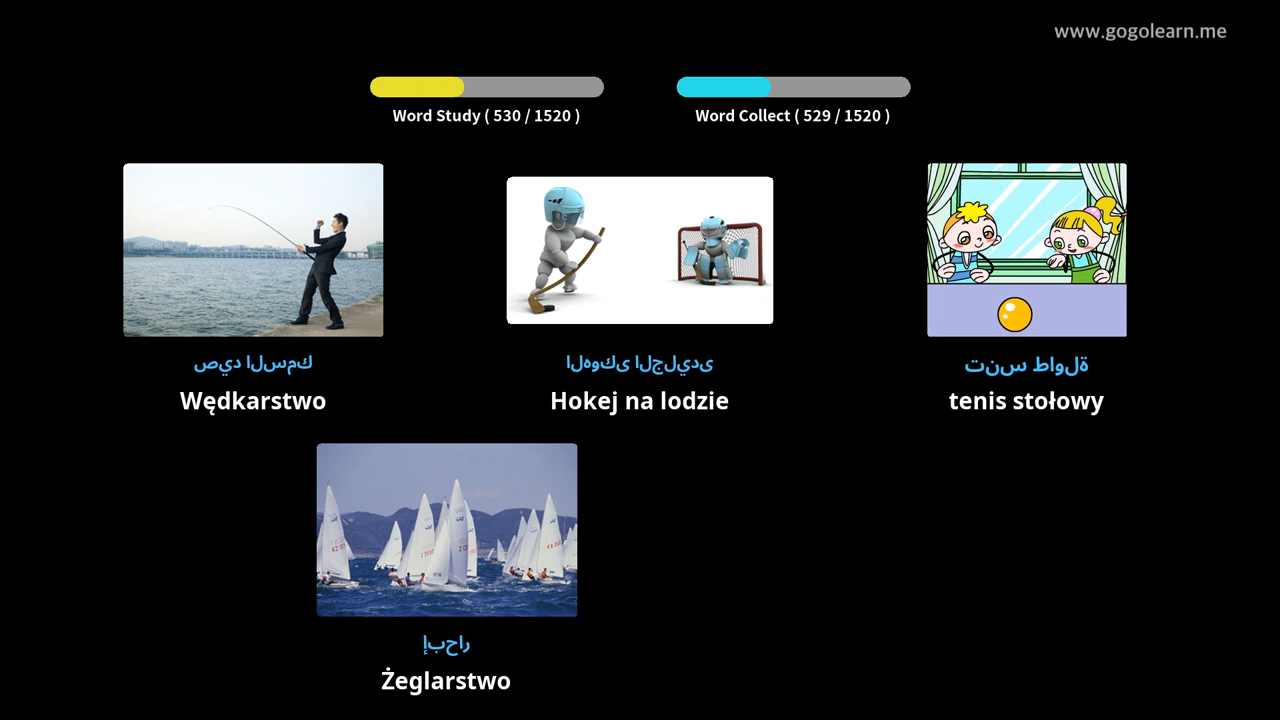 www.gogolearn.me
Word Study ( 530 / 1520 )
Word Collect ( 529 / 1520 )
صيد السمك
Wędkarstwo
الهوكى الجليدى
Hokej na lodzie
تنس طاولة
tenis stołowy
إبحار
Żeglarstwo